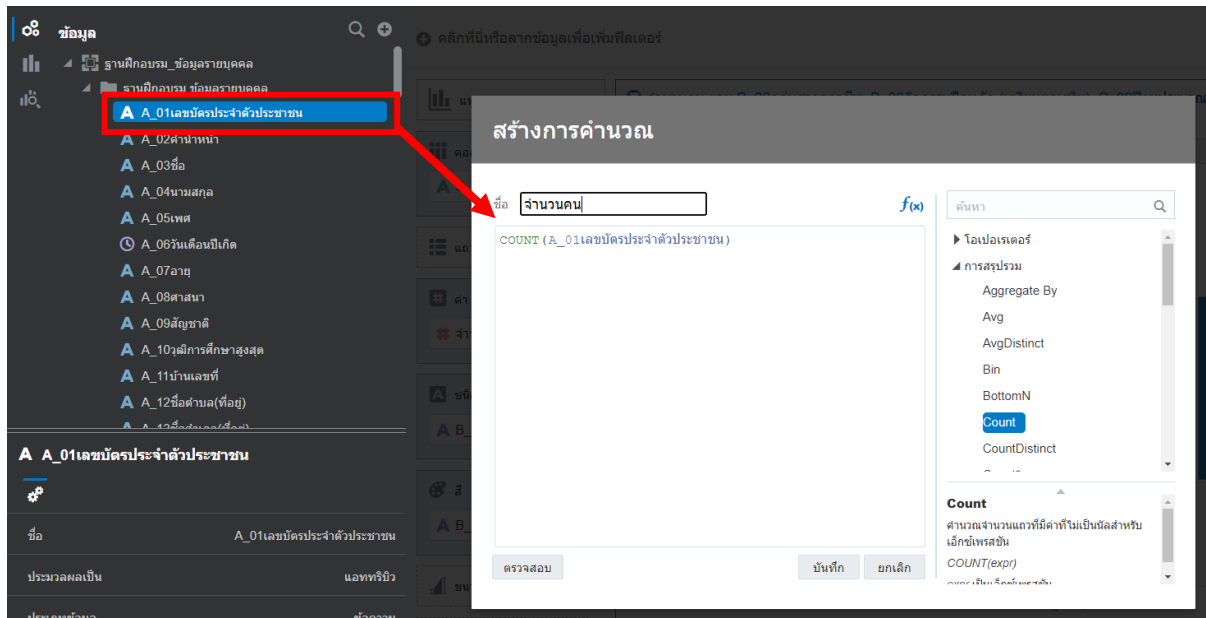 ข้อมูล
ฐานฝึกอบรม_ข้อมูลรายบุคคล
ฐานฝึกอบรม ข้อมูลรายบุคคล
A_01เลขบัตรประจำตัวประชาชน
A_02คำนำหน้า
A_03ชื่อ
A_04นามสกุล
A_05เพศ
A_06วันเดือนปีเกิด
A_07อายุ
A_08ศาสนา
A_09สัญชาติ
A_10วุฒิการศึกษาสูงสุด
A_11บ้านเลขที่
A_12ชื่อตำบล(ที่อยู่)
A A_01เลขบัตรประจำตัวประชาชน
ชื่อ A_01เลขบัตรประจำตัวประชาชน
ประมวลผลเป็น แอททริบิว
คลิกที่นี่หรือลากข้อมูลเพื่อเพิ่มฟิลเตอร์
สร้างการคำนวณ
ชื่อ จำนวนคน f(x)
COUNT(A_01เลขบัตรประจำตัวประชาชน)
ตรวจสอบ บันทึก ยกเลิก
ค้นหา
โอเปอเรเตอร์
การสรุปรวม
Aggregate By
Avg
AvgDistinct
Bin
BottomN
Count
CountDistinct
Count
คำนวณจำนวนแถวที่มีค่าที่ไม่เป็นนัลสำหรับ
เอ็กซ์เพรสชัน
COUNT(expr)
expr เป็นเอ็กซ์เพรสชัน